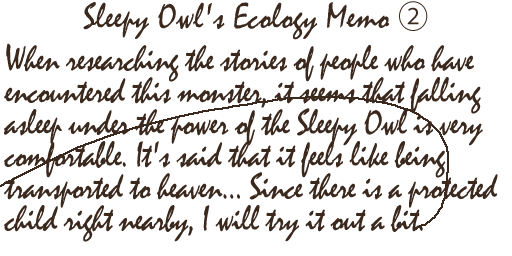 Sleepy Owl's Ecology Memo ②
When researching the stories of people who have
encountered this monster, it seems that falling
asleep under the power of the Sleepy Owl is very
comfortable. It's said that it feels like being
transported to heaven... Since there is a protected
child right nearby, I will try it out a bit.